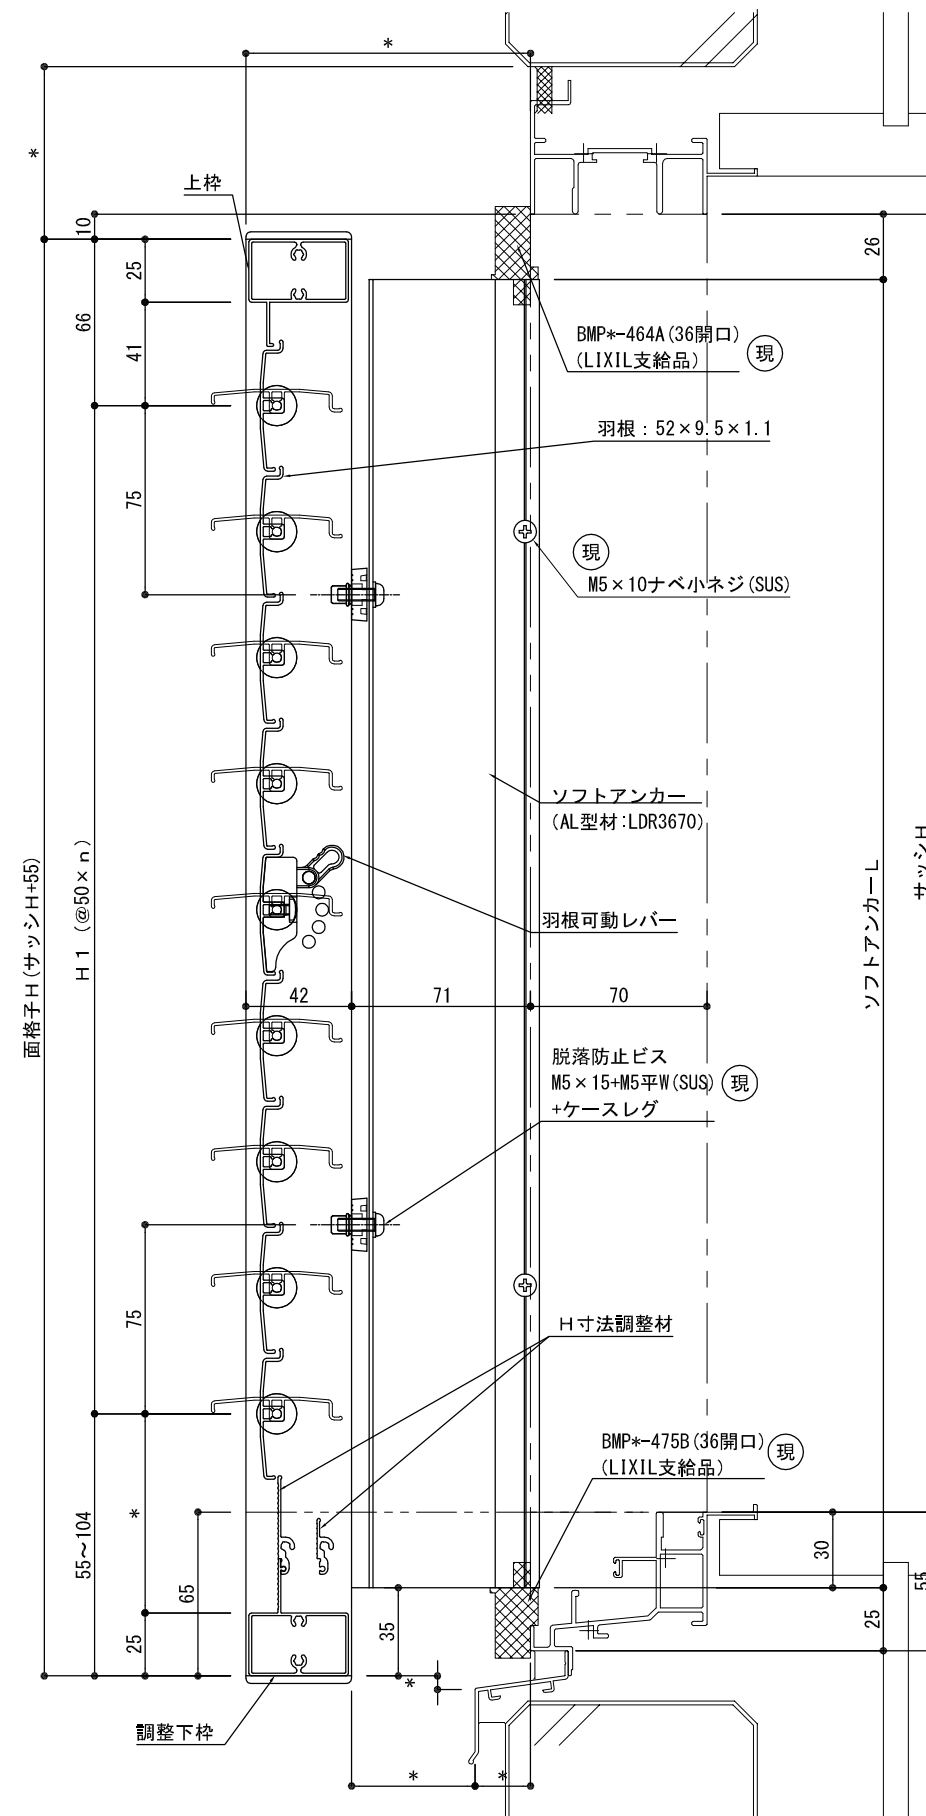 *
*
上枠
10
25
26
66
41
BMP*-464A(36開口)
(LIXIL支給品)
現
羽根：52×9.5×1.1
75
現
M5×10ナベ小ネジ(SUS)
ソフトアンカー
(AL型材:LDR3670)
サッシH
面格子H(サッシH+55)
H1 (@50×n)
ソフトアンカーL
羽根可動レバー
42
71
70
脱落防止ビス
M5×15+M5平W(SUS)
現
+ケースレグ
75
H寸法調整材
BMP*-475B(36開口)
(LIXIL支給品)
現
*
55～104
65
30
55
25
35
25
*
調整下枠
*
*